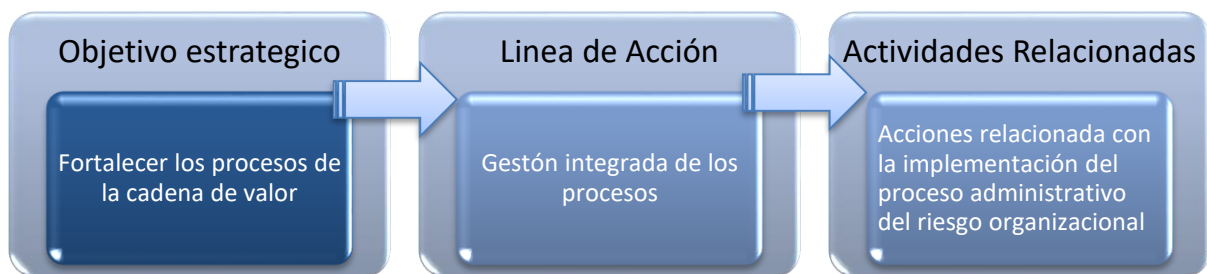 Objetivo estrategico
Fortalecer los procesos de
la cadena de valor
Linea de Acción
Gestón integrada de los
procesos
Actividades Relacionadas
Acciones relacionada con
la implementación del
proceso administrativo
del riesgo organizacional